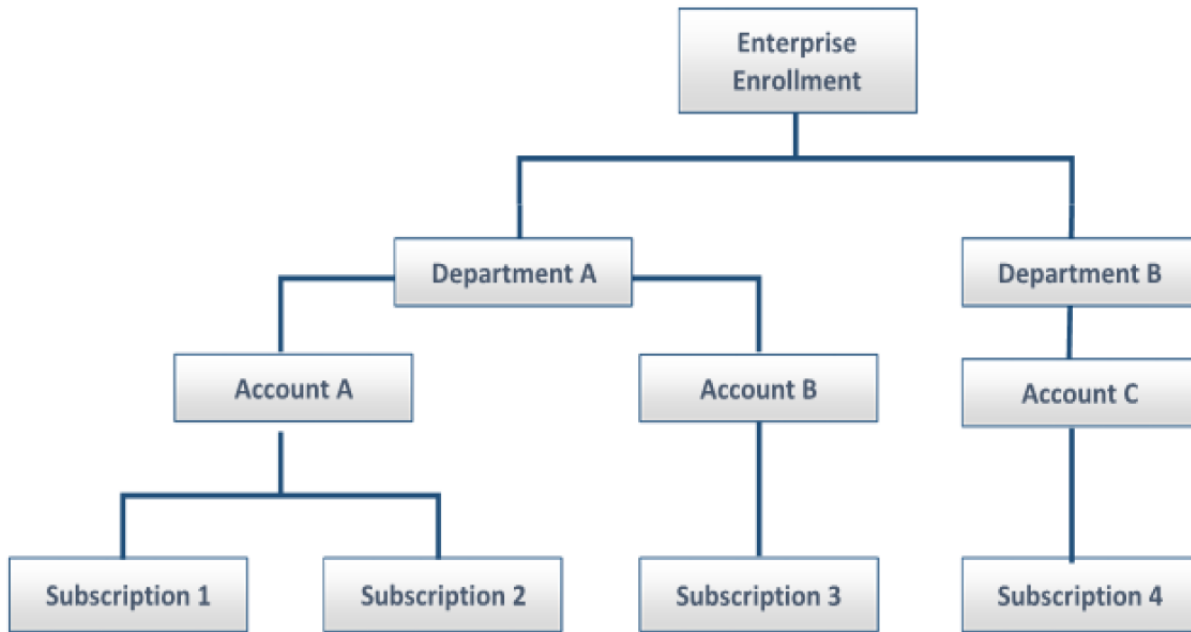 Enterprise
Enrollment
Department A
Department B
Account A
Account B
Account C
Subscription 1
Subscription 2
Subscription 3
Subscription 4